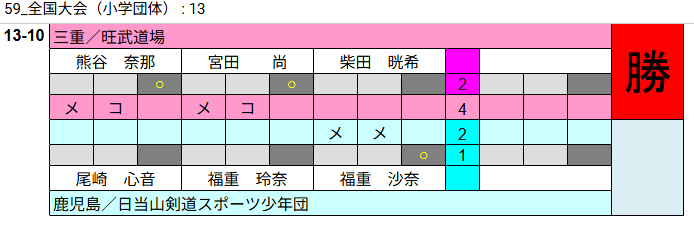 59_全国大会（小学団体）：13
13-10 三重／旺武道場
熊谷　奈那 宮田　　尚 柴田　晄希
勝
○ ○ 2
メ コ メ コ 4
メ メ 2
○ 1
尾崎　心音 福重　玲奈 福重　沙奈
鹿児島／日当山剣道スポーツ少年団